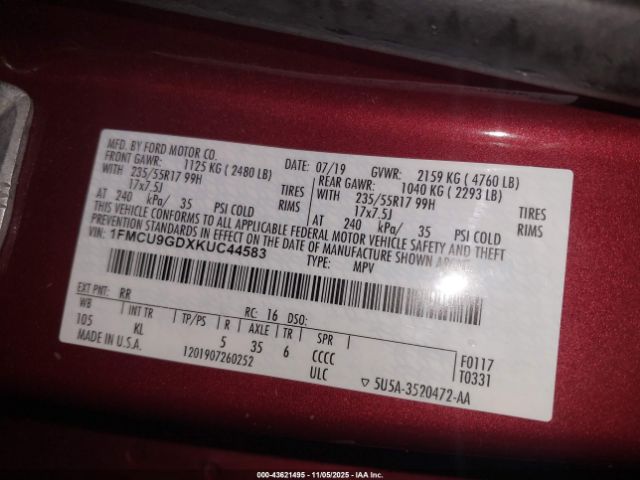 MFD. BY FORD MOTOR CO.
DATE: 07/19 GVWR: 2159 KG ( 4760 LB)
FRONT GAWR: 1125 KG ( 2480 LB) REAR GAWR: 1040 KG ( 2293 LB)
WITH 235/55R17 99H TIRES WITH 235/55R17 99H TIRES
17x7.5J RIMS 17x7.5J RIMS
AT 240 kPa/ 35 PSI COLD AT 240 kPa/ 35 PSI COLD
THIS VEHICLE CONFORMS TO ALL APPLICABLE FEDERAL MOTOR VEHICLE SAFETY AND THEFT
PREVENTION STANDARDS IN EFFECT ON THE DATE OF MANUFACTURE SHOWN ABOVE.
VIN: 1FMCU9GDXKUC44583
TYPE: MPV
EXT PNT: RR RC: 16 DSO:
WB INT TR TP/PS R AXLE TR SPR
105 KL 5 35 6 CCCC
F0117
T0331
MADE IN U.S.A. 1201907260252 ULC
▽ 5U5A-3520472-AA
000-43621495 - 11/05/2025 - IAA Inc.